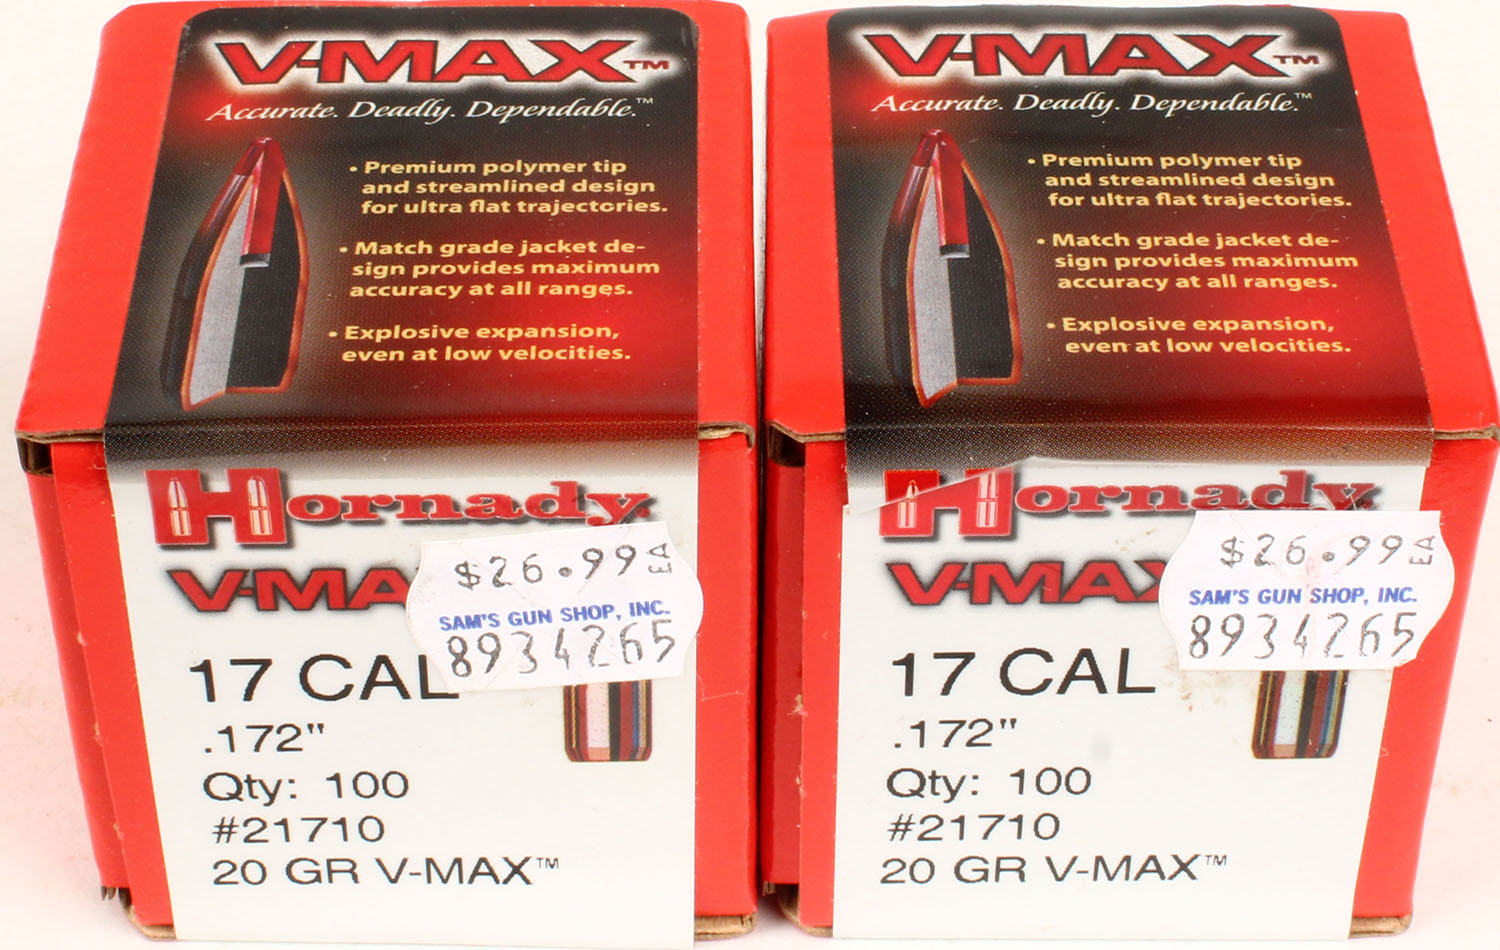 V-MAX™
Accurate. Deadly. Dependable.™
• Premium polymer tip
and streamlined design
for ultra flat trajectories.
• Match grade jacket de-
sign provides maximum
accuracy at all ranges.
• Explosive expansion,
even at low velocities.
Hornady
V-MA
$26.99 EA
SAM'S GUN SHOP, INC.
8934265
17 CAL
.172"
Qty: 100
#21710
20 GR V-MAX™
V-MAX™
Accurate. Deadly. Dependable.™
• Premium polymer tip
and streamlined design
for ultra flat trajectories.
• Match grade jacket de-
sign provides maximum
accuracy at all ranges.
• Explosive expansion,
even at low velocities.
Hornady
V-MAX
$26.99 EA
SAM'S GUN SHOP, INC.
8934265
17 CAL
.172"
Qty: 100
#21710
20 GR V-MAX™